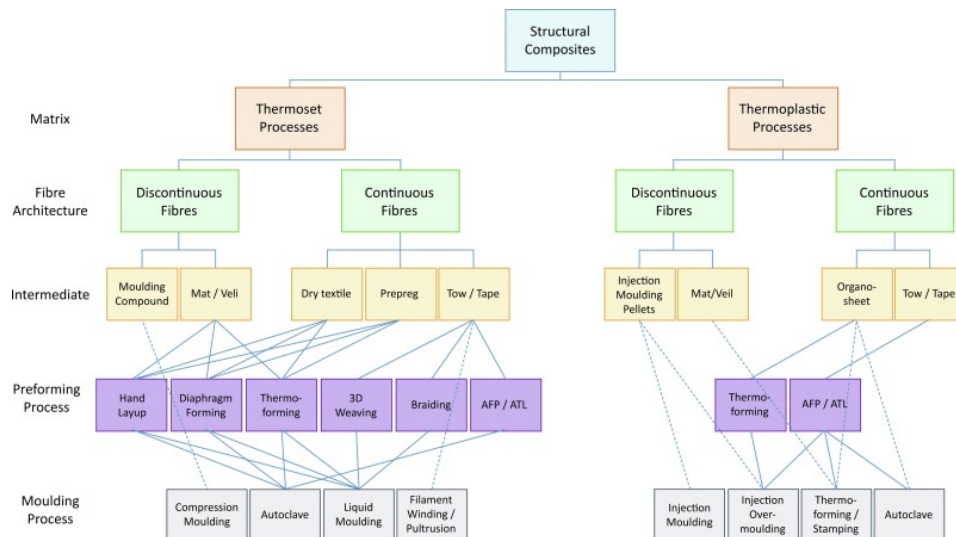 Structural
Composites
Matrix
Thermoset
Processes
Thermoplastic
Processes
Fibre
Architecture
Discontinuous
Fibres
Continuous
Fibres
Discontinuous
Fibres
Continuous
Fibres
Intermediate
Moulding
Compound
Mat / Veli
Dry textile
Prepreg
Tow / Tape
Injection
Moulding
Pellets
Mat/Veil
Organo-
sheet
Tow / Tape
Preforming
Process
Hand
Layup
Diaphragm
Forming
Thermo-
forming
3D
Weaving
Braiding
AFP / ATL
Thermo-
forming
AFP / ATL
Moulding
Process
Compression
Moulding
Autoclave
Liquid
Moulding
Filament
Winding /
Pultrusion
Injection
Moulding
Injection
Over-
moulding
Thermo-
forming /
Stamping
Autoclave